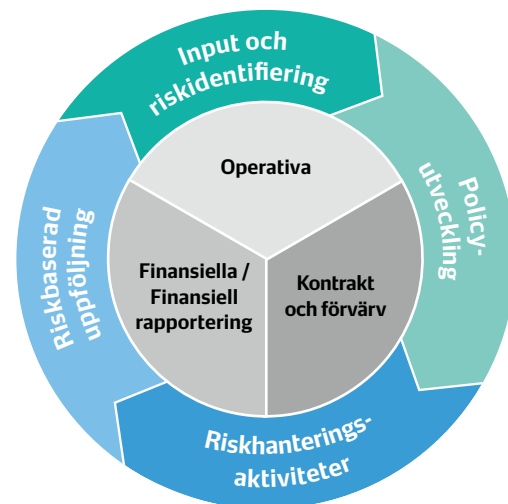 Input och
riskidentifiering
Policy-
utveckling
Riskhanterings-
aktiviteter
Riskbaserad
uppföljning
Operativa
Kontrakt
och förvärv
Finansiella /
Finansiell
rapportering